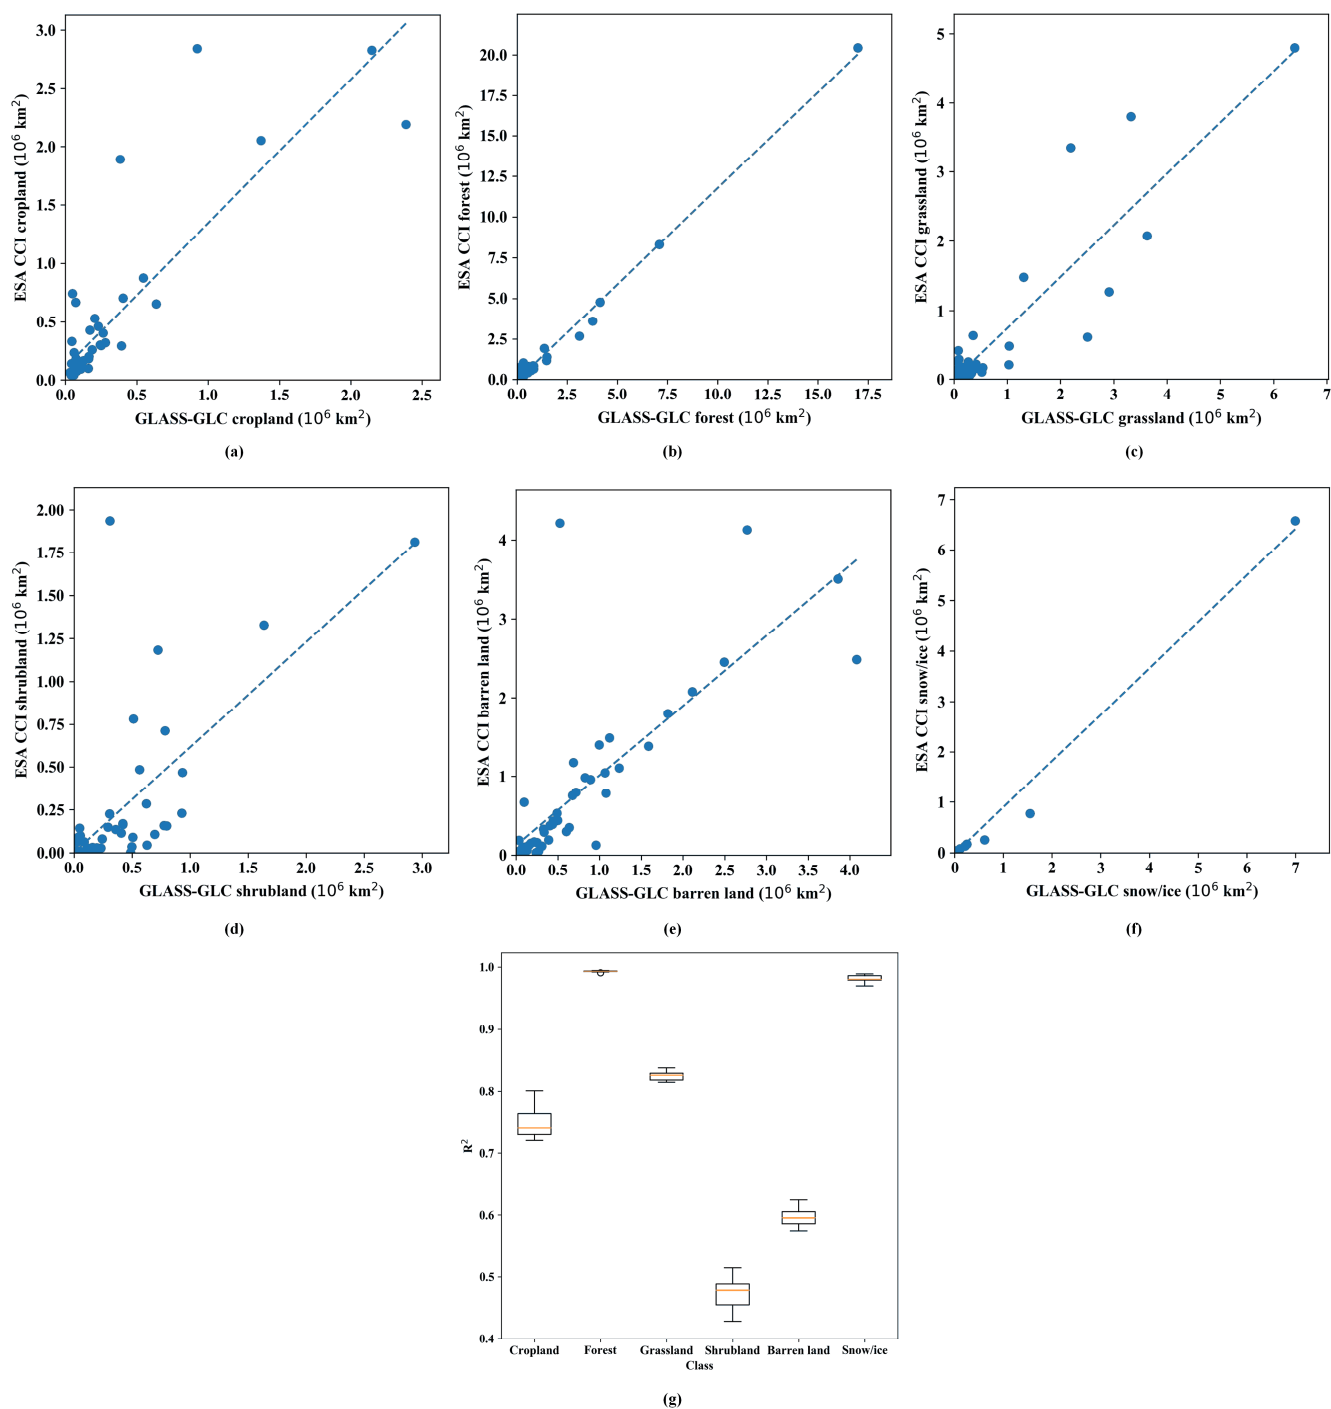 3.0
2.5
2.0
1.5
1.0
0.5
0.0
ESA CCI cropland (10⁶ km²)
0.0 0.5 1.0 1.5 2.0 2.5
GLASS-GLC cropland (10⁶ km²)
(a)
20.0
17.5
15.0
12.5
10.0
7.5
5.0
2.5
0.0
ESA CCI forest (10⁶ km²)
0.0 2.5 5.0 7.5 10.0 12.5 15.0 17.5
GLASS-GLC forest (10⁶ km²)
(b)
5
4
3
2
1
0
ESA CCI grassland (10⁶ km²)
0 1 2 3 4 5 6 7
GLASS-GLC grassland (10⁶ km²)
(c)
2.00
1.75
1.50
1.25
1.00
0.75
0.50
0.25
0.00
ESA CCI shrubland (10⁶ km²)
0.0 0.5 1.0 1.5 2.0 2.5 3.0
GLASS-GLC shrubland (10⁶ km²)
(d)
4
3
2
1
0
ESA CCI barren land (10⁶ km²)
0.0 0.5 1.0 1.5 2.0 2.5 3.0 3.5 4.0
GLASS-GLC barren land (10⁶ km²)
(e)
7
6
5
4
3
2
1
0
ESA CCI snow/ice (10⁶ km²)
0 1 2 3 4 5 6 7
GLASS-GLC snow/ice (10⁶ km²)
(f)
1.0
0.9
0.8
0.7
0.6
0.5
0.4
R²
Cropland Forest Grassland Shrubland Barren land Snow/ice
Class
(g)